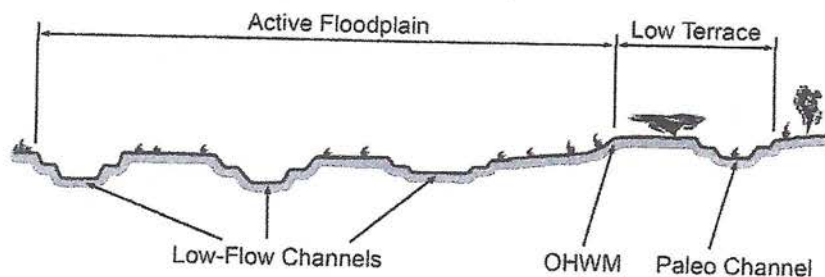 Active Floodplain
Low Terrace
Low-Flow Channels
OHWM
Paleo Channel